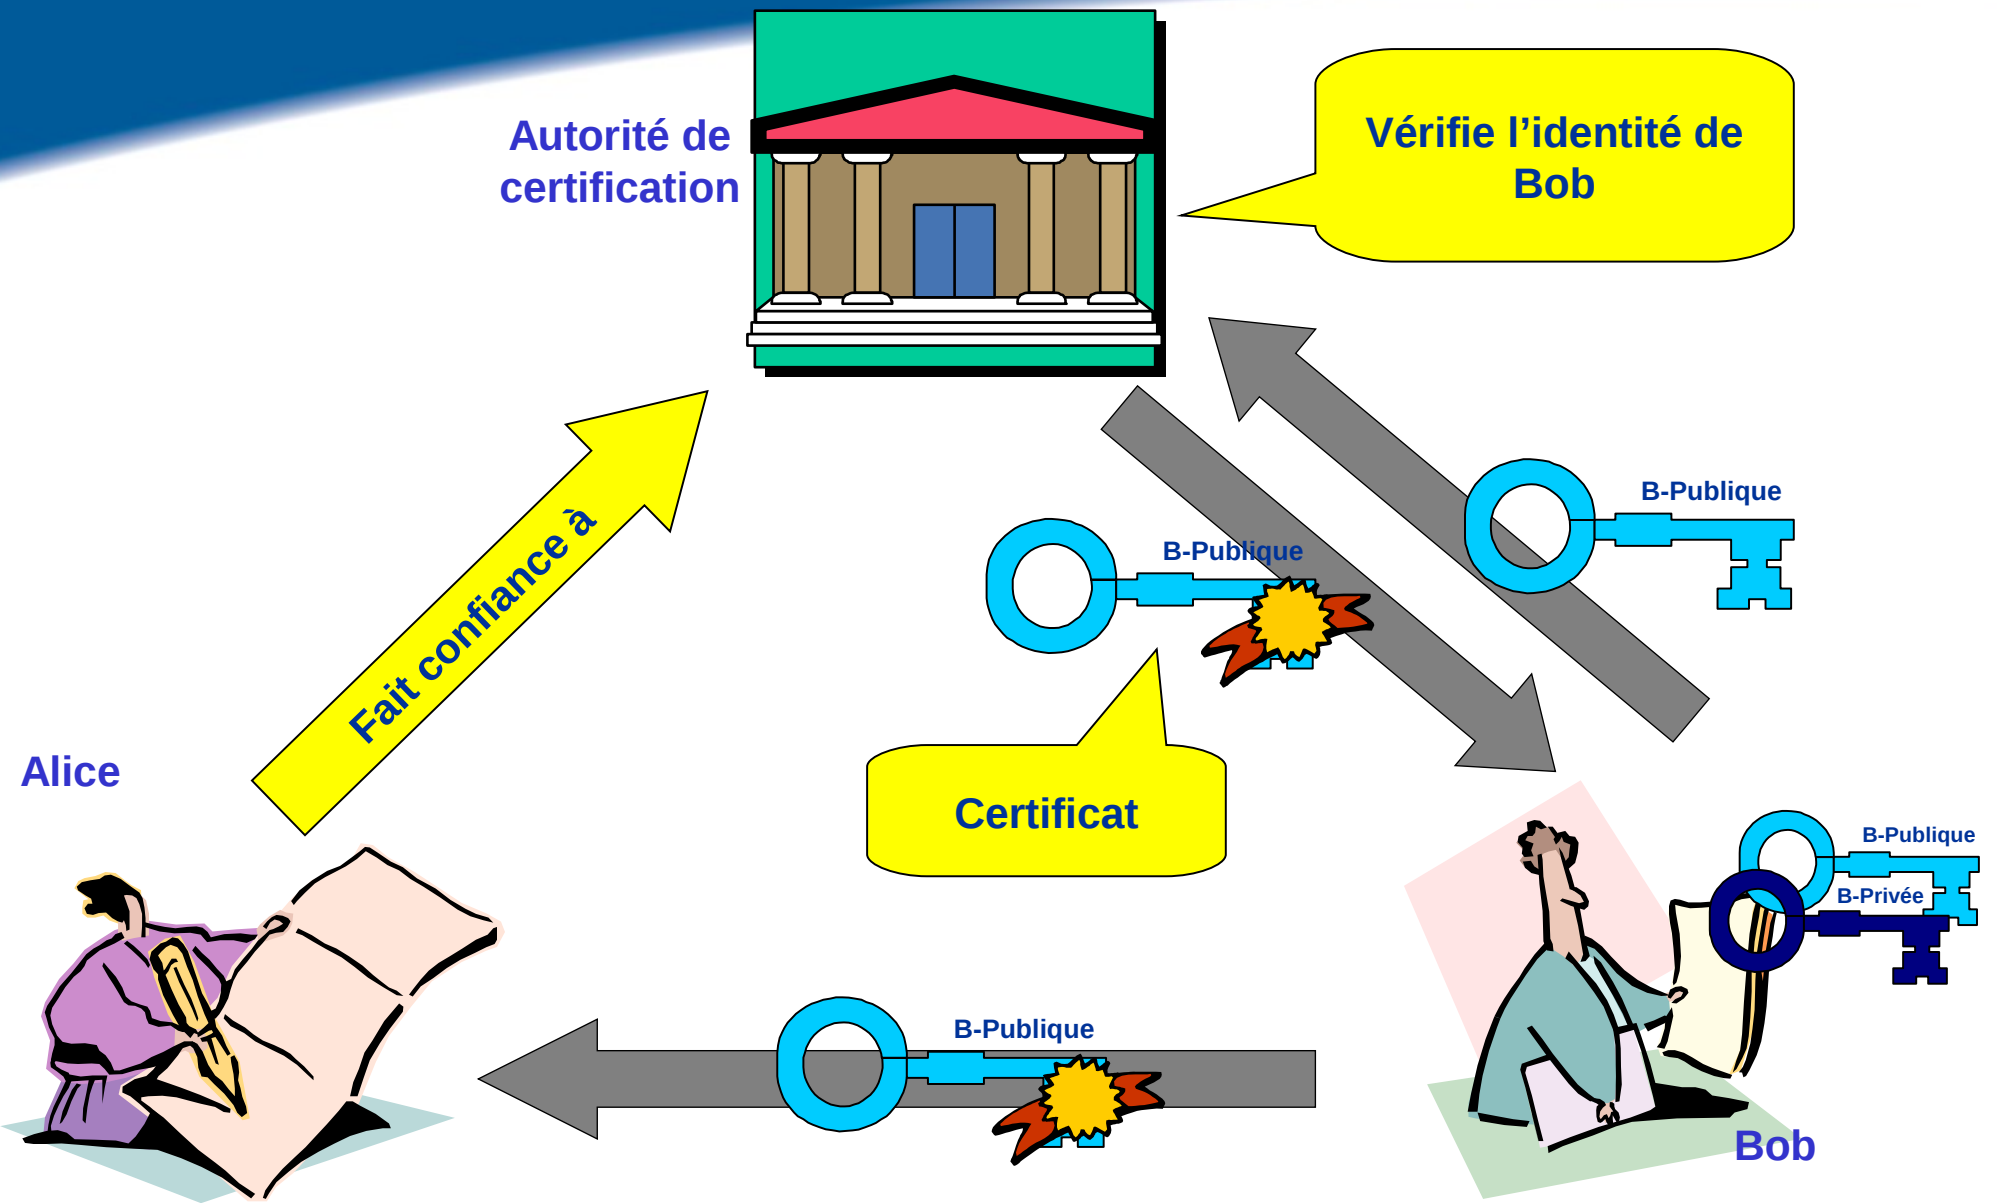 Autorité de
certification
Vérifie l’identité de
Bob
B-Publique
B-Publique
Fait confiance à
Alice
Certificat
B-Publique
B-Privée
B-Publique
Bob